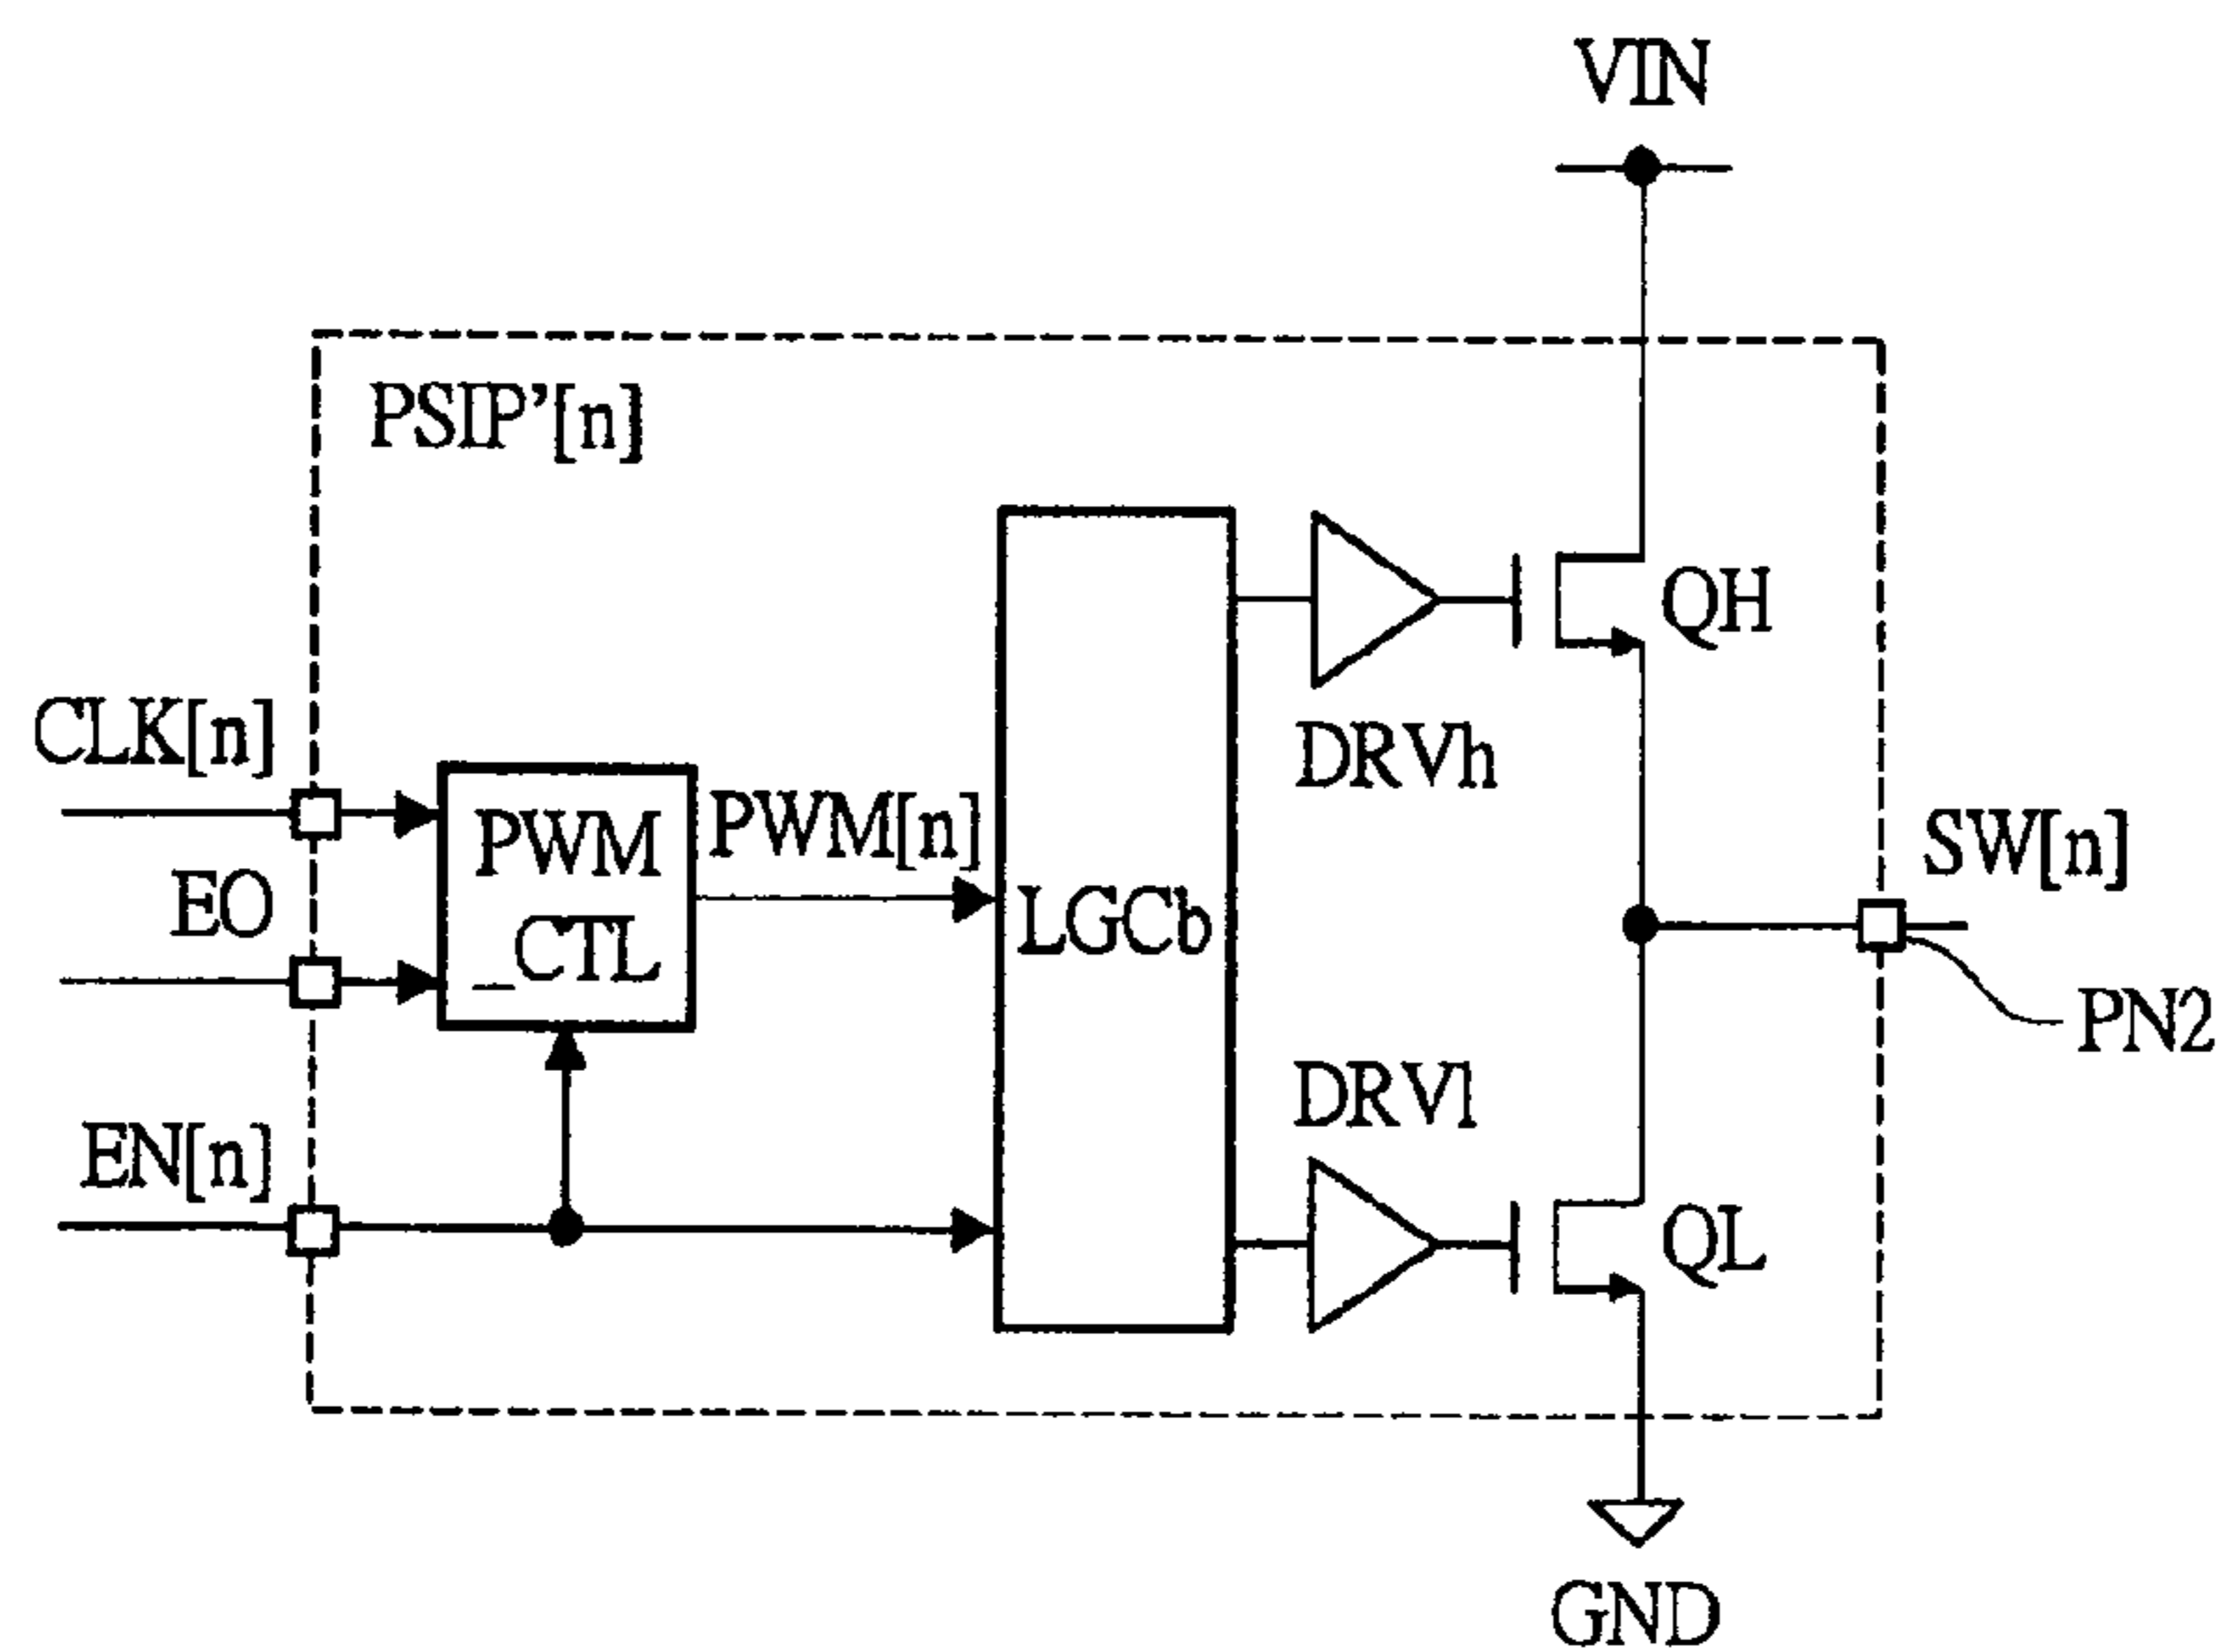 VIN
PSIP'[n]
QH
CLK[n]
DRVh
PWM
_CTL
PWM[n]
SW[n]
EO
LGCb
PN2
DRVl
EN[n]
QL
GND